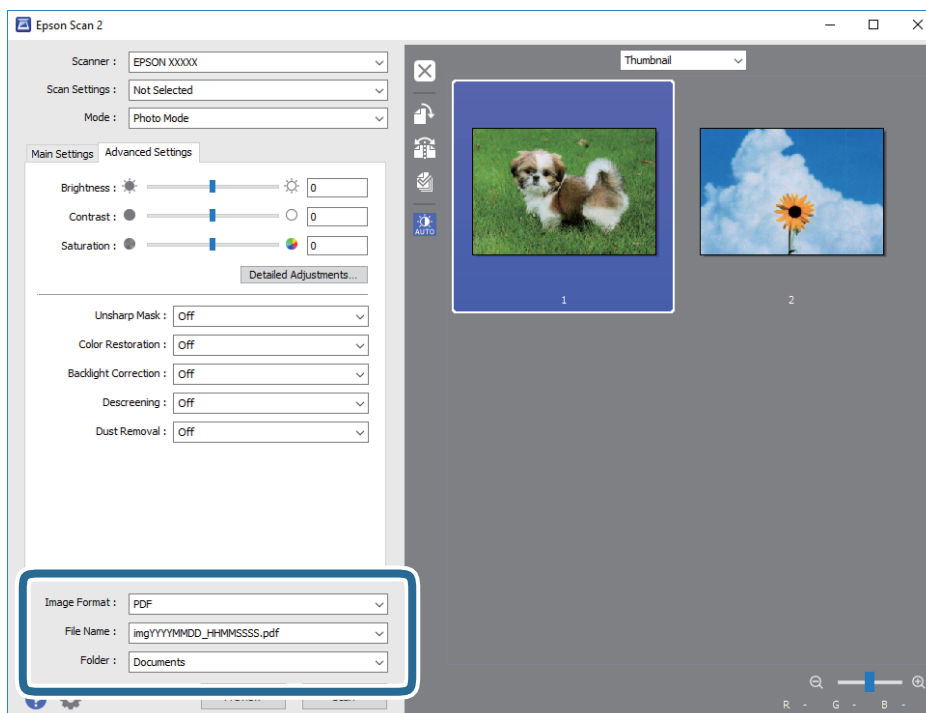 Epson Scan 2
Scanner : EPSON XXXXX
Scan Settings : Not Selected
Mode : Photo Mode
Main Settings Advanced Settings
Brightness : 0
Contrast : 0
Saturation : 0
Detailed Adjustments...
Unsharp Mask : Off
Color Restoration : Off
Backlight Correction : Off
Descreening : Off
Dust Removal : Off
Image Format : PDF
File Name : imgYYYYMMDD_HHMMSSSS.pdf
Folder : Documents
Thumbnail
AUTO
1 2
R - G - B -